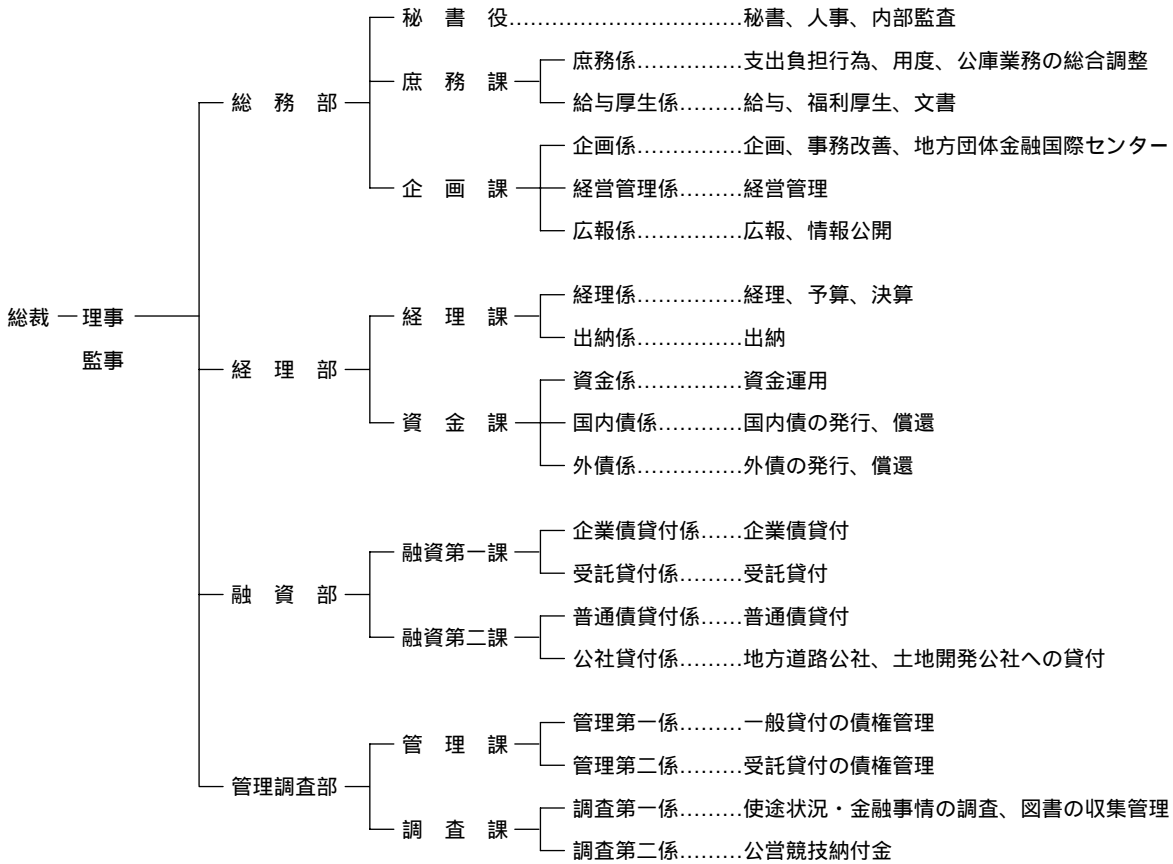 秘書役……………………………秘書、人事、内部監査
庶務係……………支出負担行為、用度、公庫業務の総合調整
庶務課
総務部
給与厚生係………給与、福利厚生、文書
企画係……………企画、事務改善、地方団体金融国際センター
企画課
経営管理係………経営管理
広報係……………広報、情報公開
総裁 理事
監事
経理係……………経理、予算、決算
経理課
出納係……………出納
経理部
資金係……………資金運用
資金課
国内債係…………国内債の発行、償還
外債係……………外債の発行、償還
企業債貸付係……企業債貸付
融資第一課
受託貸付係………受託貸付
融資部
普通債貸付係……普通債貸付
融資第二課
公社貸付係………地方道路公社、土地開発公社への貸付
管理第一係………一般貸付の債権管理
管理課
管理第二係………受託貸付の債権管理
管理調査部
調査第一係………使途状況・金融事情の調査、図書の収集管理
調査課
調査第二係………公営競技納付金